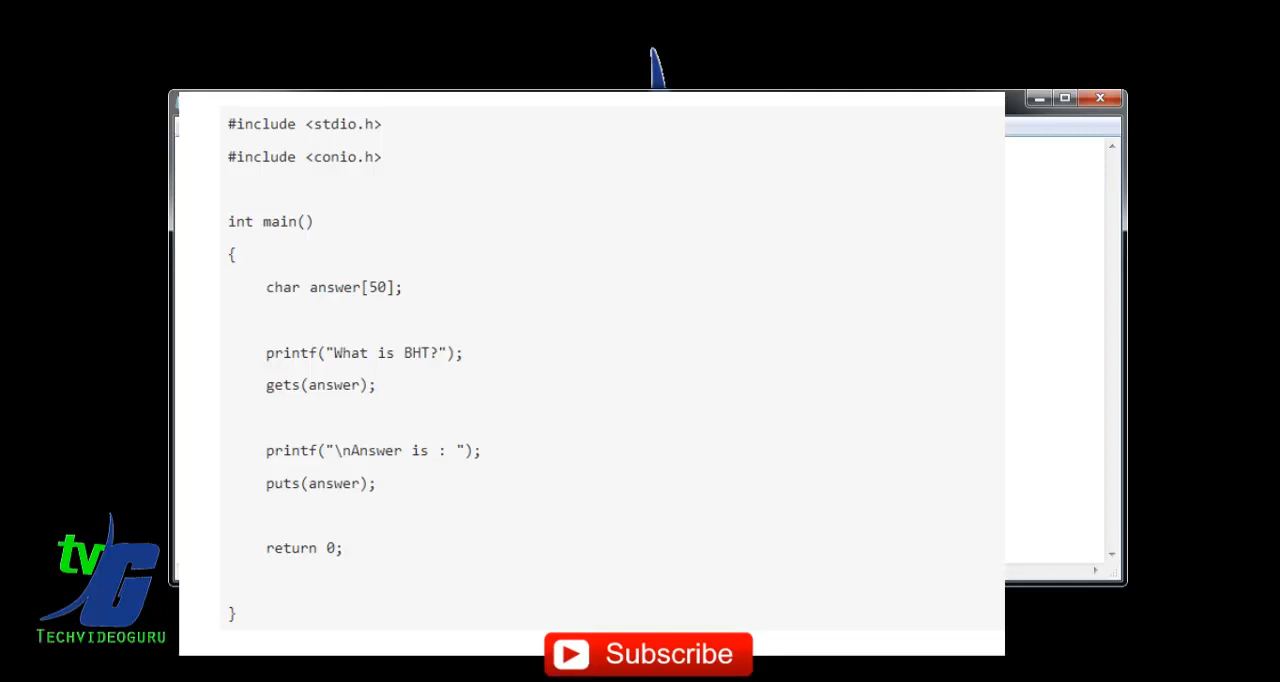 #include <stdio.h>
#include <conio.h>
int main()
{
char answer[50];
printf("What is BHT?");
gets(answer);
printf("\nAnswer is : ");
puts(answer);
return 0;
}
tvG
TECHVIDEOGURU
Subscribe